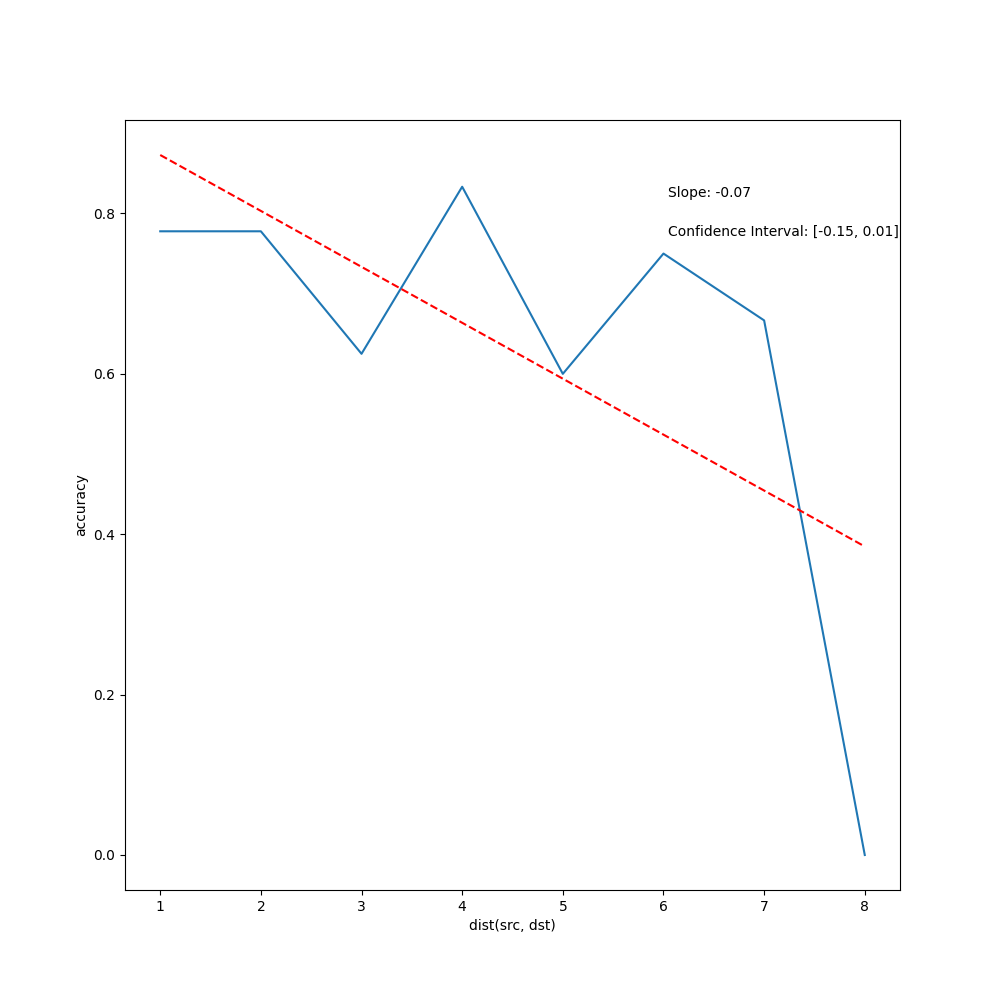 Slope: -0.07
Confidence Interval: [-0.15, 0.01]
0.8
0.6
0.4
0.2
0.0
accuracy
1 2 3 4 5 6 7 8
dist(src, dst)